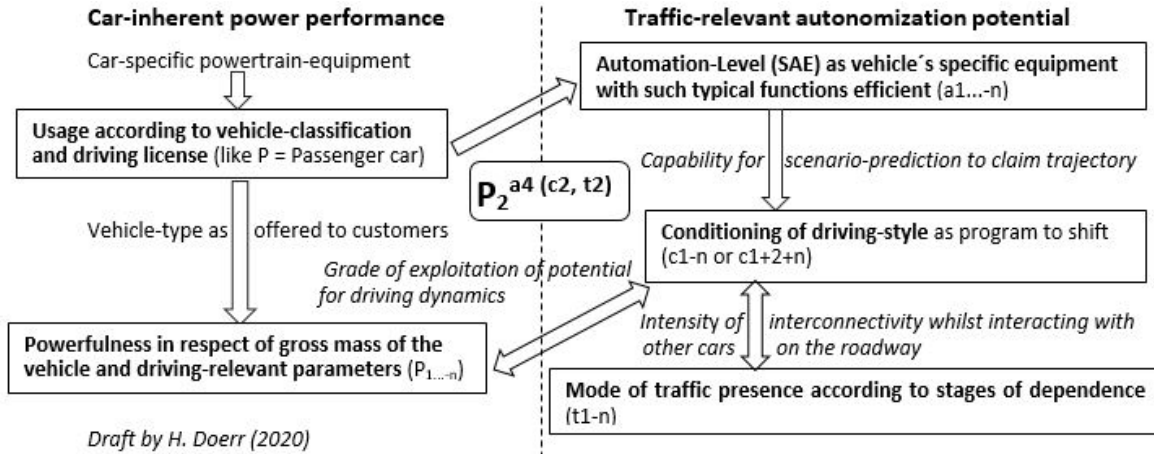 Car-inherent power performance
Car-specific powertrain-equipment
Usage according to vehicle-classification
and driving license (like P = Passenger car)
Vehicle-type as offered to customers
Grade of exploitation of potential
for driving dynamics
Powerfulness in respect of gross mass of the
vehicle and driving-relevant parameters (P1...-n)
Draft by H. Doerr (2020)
P2 a4 (c2, t2)
Traffic-relevant autonomization potential
Automation-Level (SAE) as vehicle´s specific equipment
with such typical functions efficient (a1...-n)
Capability for scenario-prediction to claim trajectory
Conditioning of driving-style as program to shift
(c1-n or c1+2+n)
Intensity of interconnectivity whilst interacting with
other cars on the roadway
Mode of traffic presence according to stages of dependence
(t1-n)